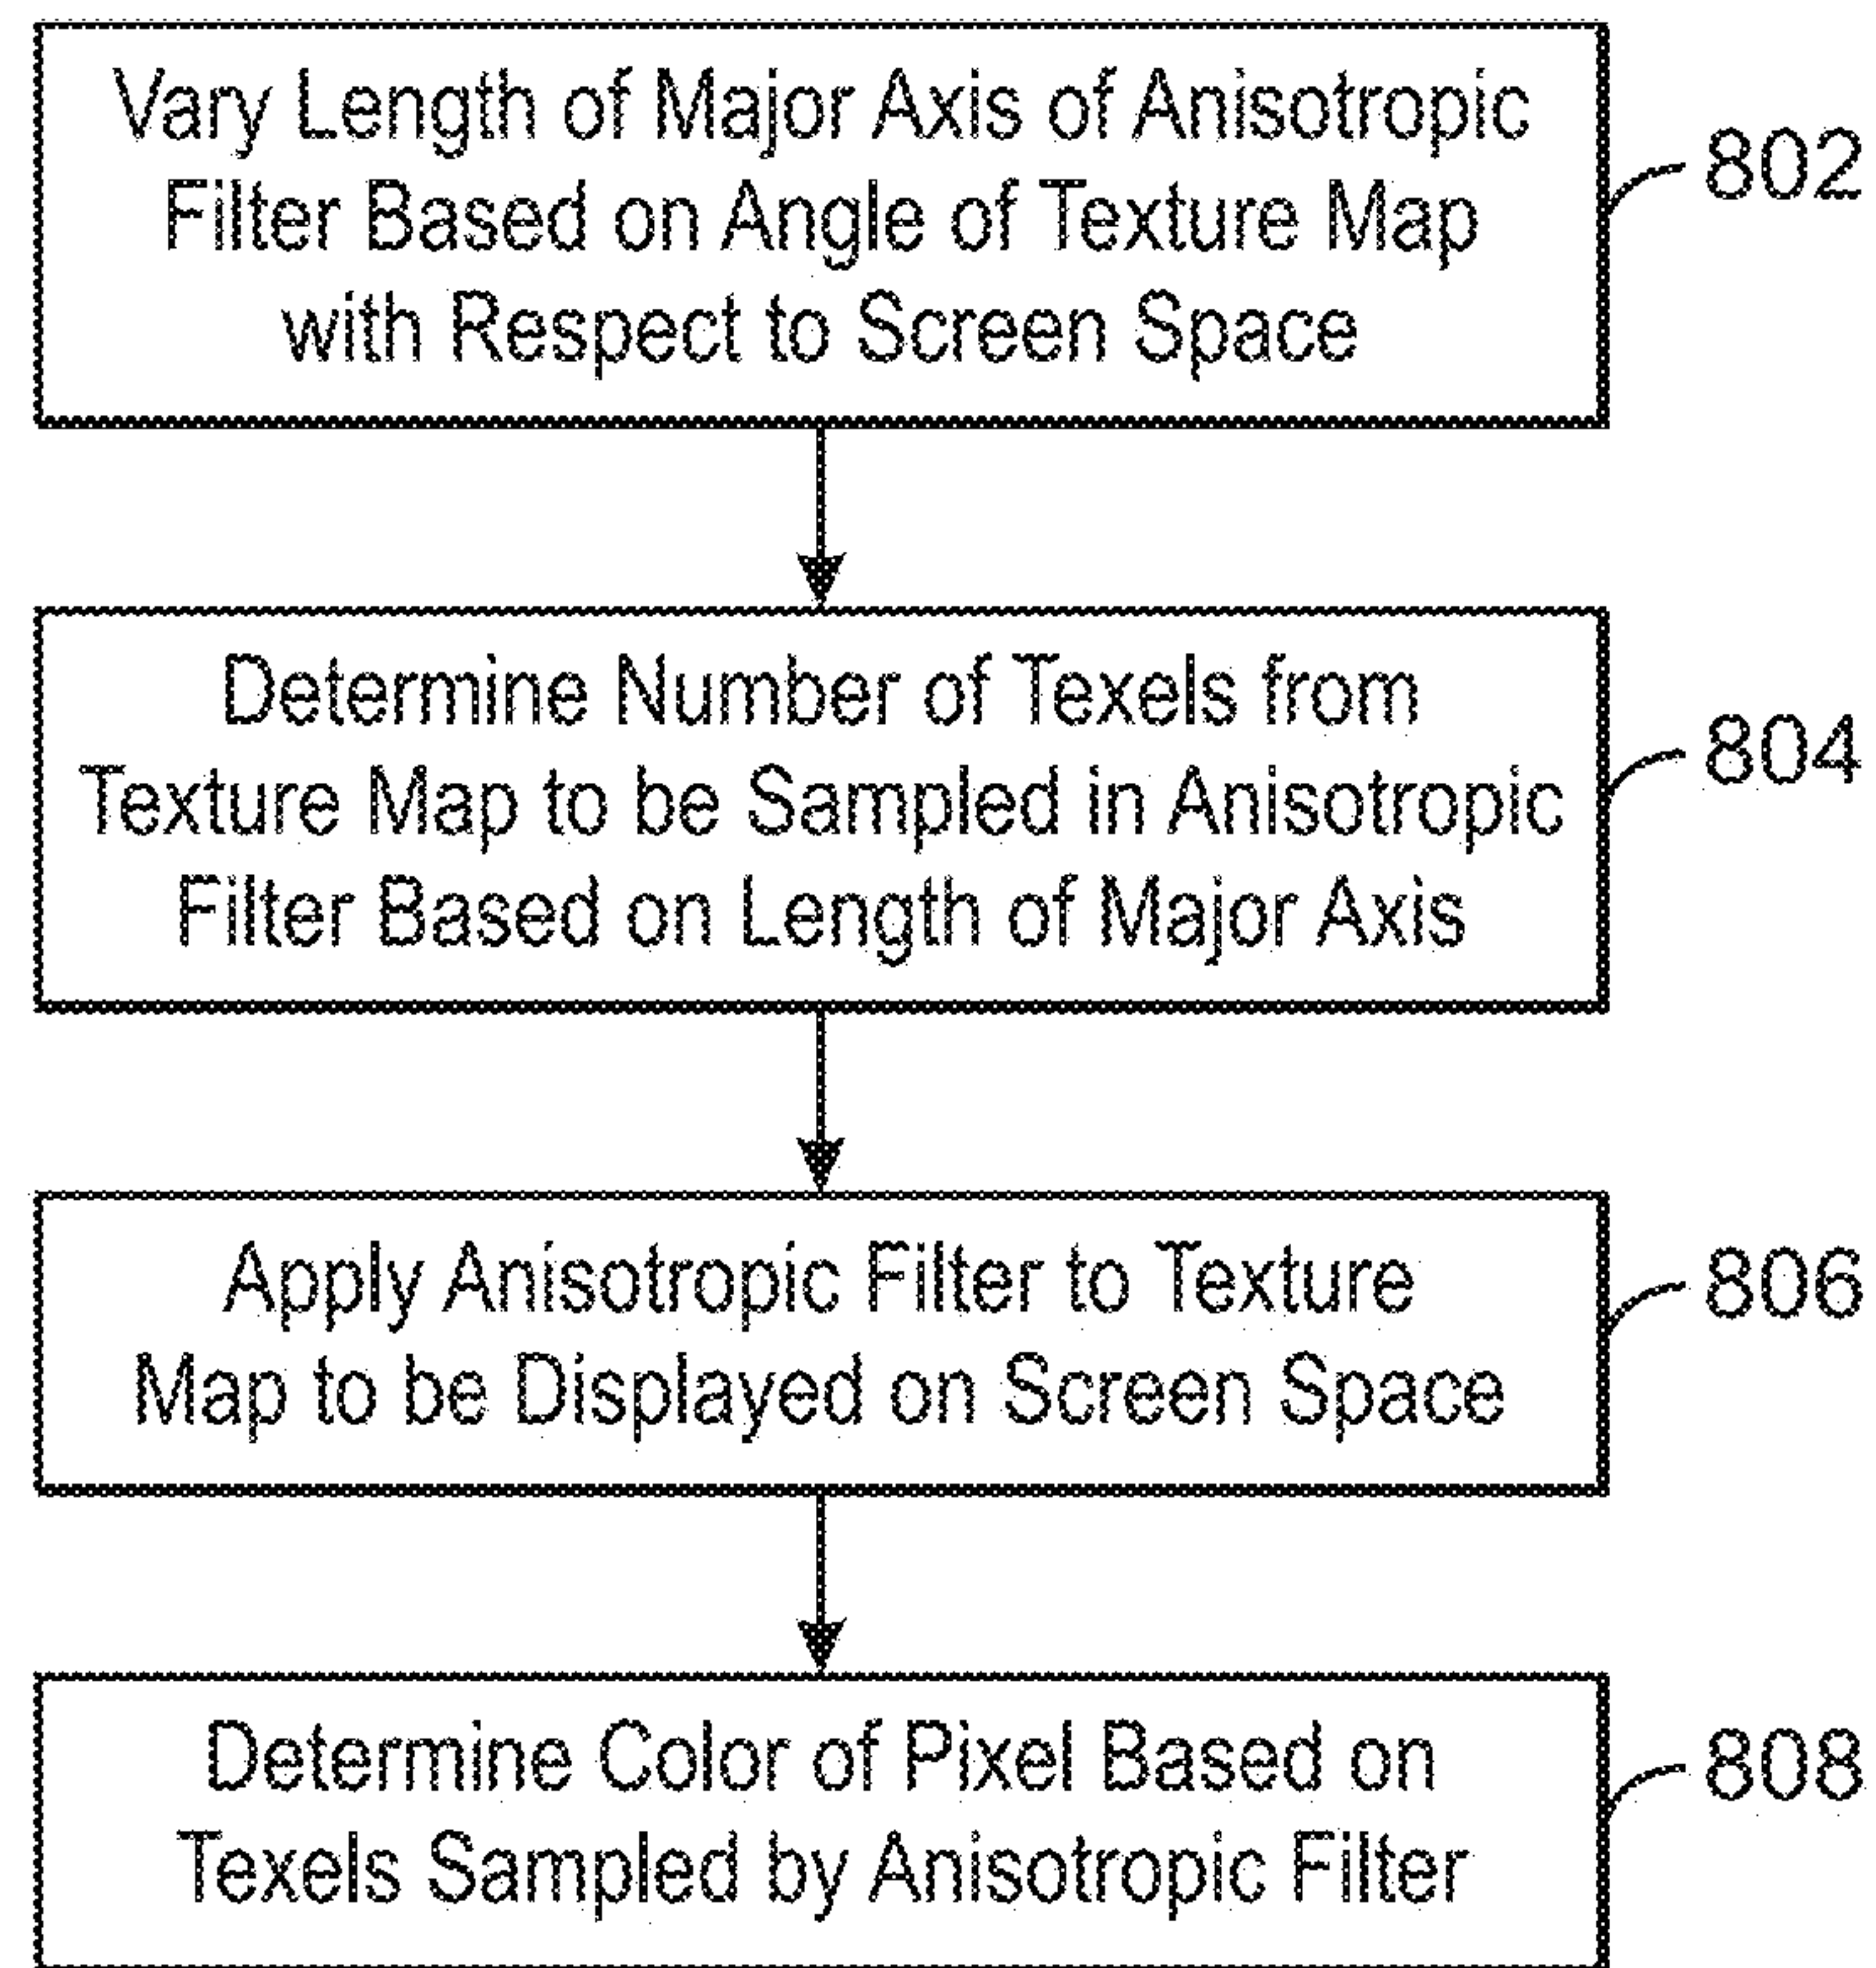 Vary Length of Major Axis of Anisotropic
Filter Based on Angle of Texture Map
with Respect to Screen Space
802
Determine Number of Texels from
Texture Map to be Sampled in Anisotropic
Filter Based on Length of Major Axis
804
Apply Anisotropic Filter to Texture
Map to be Displayed on Screen Space
806
Determine Color of Pixel Based on
Texels Sampled by Anisotropic Filter
808